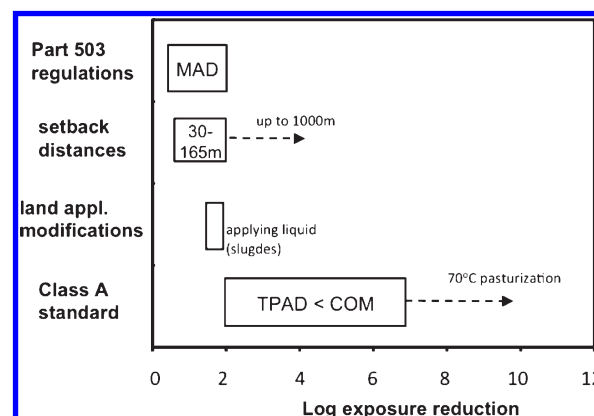 Part 503
regulations
MAD
setback
distances
30-
165m
up to 1000m
land appl.
modifications
applying liquid
(slugdes)
Class A
standard
TPAD < COM
70°C pasturization
0 2 4 6 8 10 12
Log exposure reduction